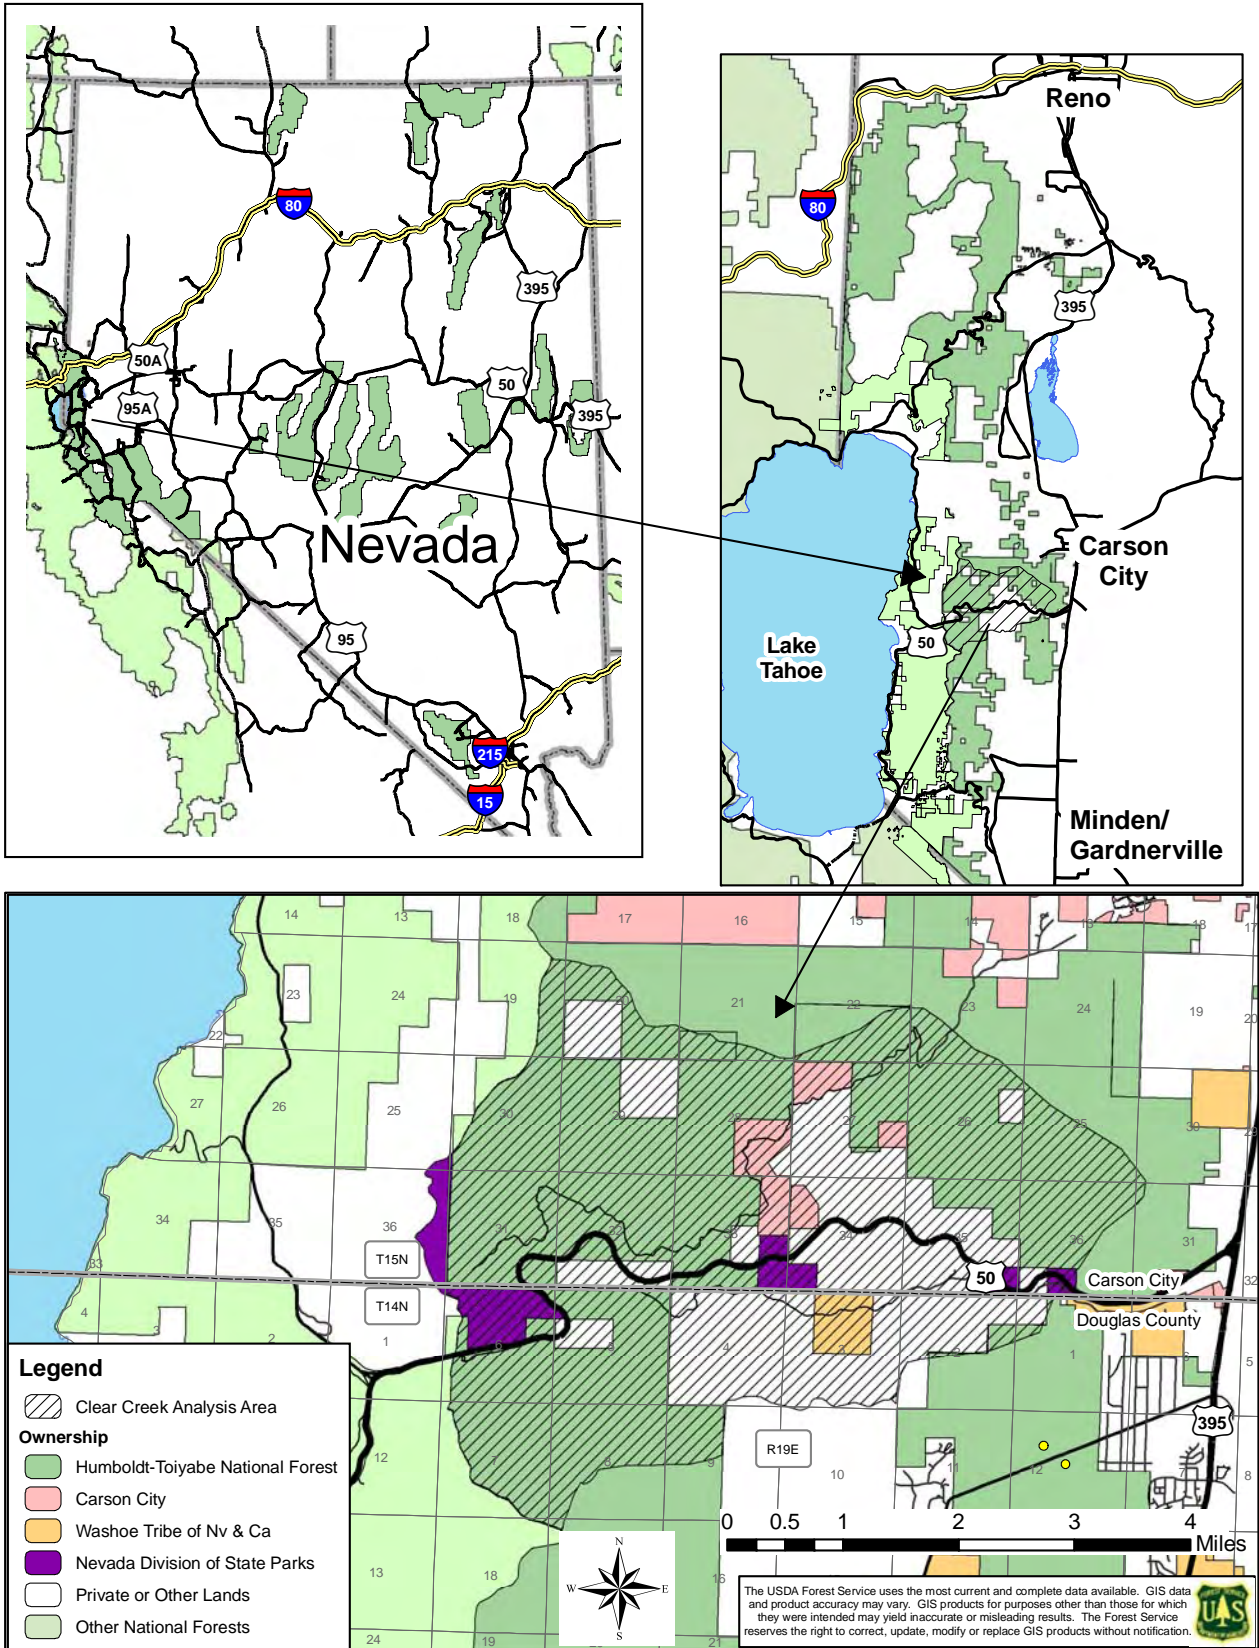 80
395
50A
50
95A
395
Nevada
95
215
15
Reno
80
395
Carson
City
50
Lake
Tahoe
Minden/
Gardnerville
14
13
18
17
16
15
14
13
18
17
23
24
19
20
21
22
23
24
19
20
22
27
26
25
30
29
28
27
26
25
30
29
34
35
36
31
32
33
34
35
36
31
32
33
T15N
50
Carson City
T14N
Douglas County
4
3
2
1
6
5
4
3
2
1
6
5
395
12
7
8
9
R19E
10
11
12
7
8
13
18
16
24
19
21
Legend
Clear Creek Analysis Area
Ownership
Humboldt-Toiyabe National Forest
Carson City
Washoe Tribe of Nv & Ca
Nevada Division of State Parks
Private or Other Lands
Other National Forests
N
W E
S
0 0.5 1 2 3 4
Miles
The USDA Forest Service uses the most current and complete data available. GIS data
and product accuracy may vary. GIS products for purposes other than those for which
they were intended may yield inaccurate or misleading results. The Forest Service
reserves the right to correct, update, modify or replace GIS products without notification.
FOREST SERVICE
US